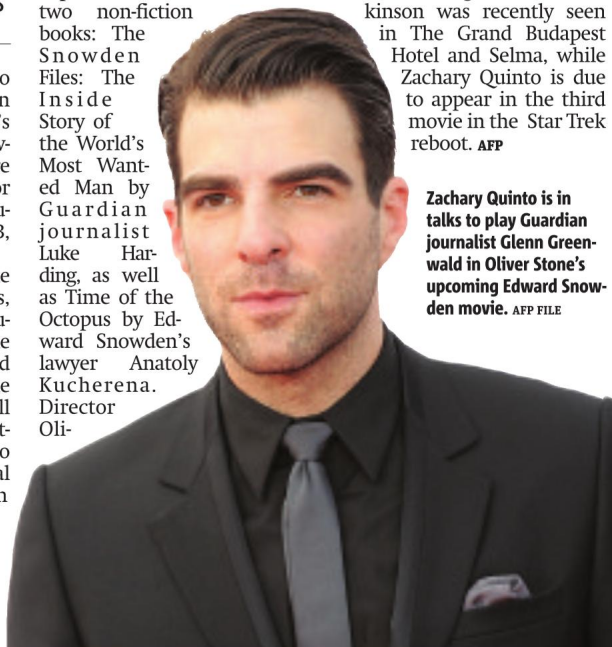 two non-fiction
books: The
Snowden
Files: The
Inside
Story of
the World's
Most Want-
ed Man by
Guardian
journalist
Luke Har-
ding, as well
as Time of the
Octopus by Ed-
ward Snowden's
lawyer Anatoly
Kucherena.
Director
Oli-
kinson was recently seen
in The Grand Budapest
Hotel and Selma, while
Zachary Quinto is due
to appear in the third
movie in the Star Trek
reboot. AFP
Zachary Quinto is in
talks to play Guardian
journalist Glenn Green-
wald in Oliver Stone's
upcoming Edward Snow-
den movie. AFP FILE